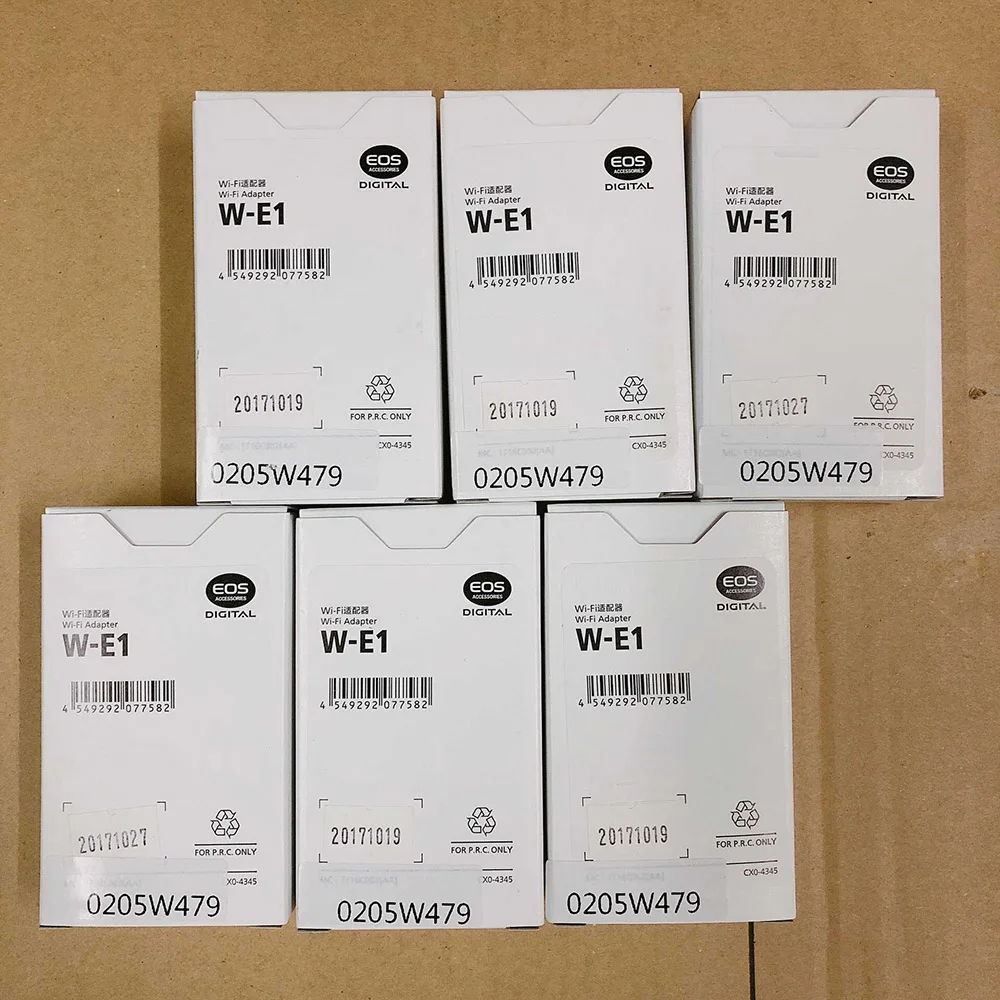 EOS
ACCESSORIES
DIGITAL
Wi-Fi适配器
Wi-Fi Adapter
W-E1
4 549292 077582
20171019
FOR P.R.C. ONLY
CX0-4345
0205W479
EOS
ACCESSORIES
DIGITAL
Wi-Fi适配器
Wi-Fi Adapter
W-E1
4 549292 077582
20171019
FOR P.R.C. ONLY
CX0-4345
0205W479
EOS
ACCESSORIES
DIGITAL
Wi-Fi适配器
Wi-Fi Adapter
W-E1
4 549292 077582
20171027
FOR P.R.C. ONLY
CX0-4345
0205W479
EOS
ACCESSORIES
DIGITAL
Wi-Fi适配器
Wi-Fi Adapter
W-E1
4 549292 077582
20171027
FOR P.R.C. ONLY
X0-4345
0205W479
EOS
ACCESSORIES
DIGITAL
Wi-Fi适配器
Wi-Fi Adapter
W-E1
4 549292 077582
20171019
FOR P.R.C. ONLY
X0-4345
0205W479
EOS
ACCESSORIES
DIGITAL
Wi-Fi适配器
Wi-Fi Adapter
W-E1
4 549292 077582
20171019
FOR P.R.C. ONLY
CX0-4345
0205W479